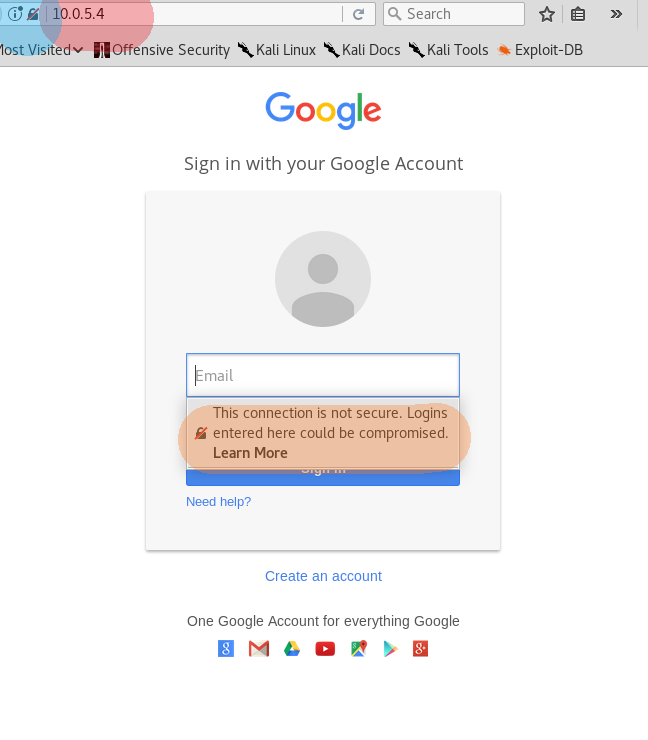 10.0.5.4
Search
Most Visited Offensive Security Kali Linux Kali Docs Kali Tools Exploit-DB
Google
Sign in with your Google Account
Email
This connection is not secure. Logins
entered here could be compromised.
Learn More
Sign in
Need help?
Create an account
One Google Account for everything Google